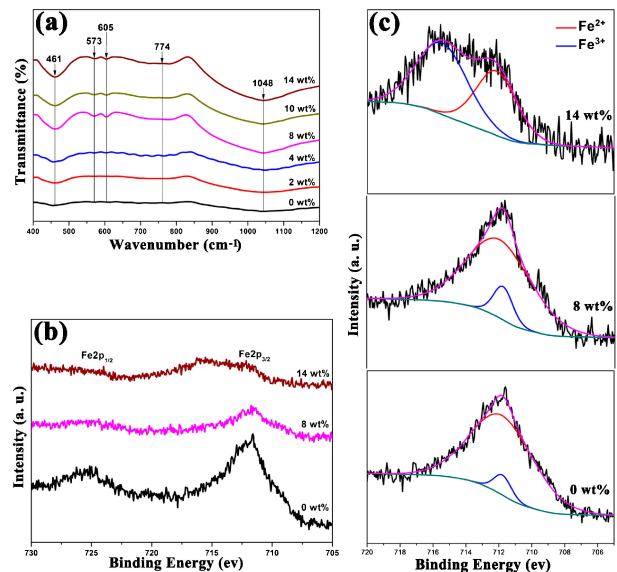 (a)
461
573
605
774
1048
14 wt%
10 wt%
8 wt%
4 wt%
2 wt%
0 wt%
Transmittance (%)
400 500 600 700 800 900 1000 1100 1200
Wavenumber (cm-1)
(b)
Fe2p1/2
Fe2p3/2
14 wt%
8 wt%
0 wt%
Intensity (a. u.)
730 725 720 715 710 705
Binding Energy (ev)
(c)
Fe2+
Fe3+
14 wt%
8 wt%
0 wt%
Intensity (a. u.)
720 718 716 714 712 710 708 706
Binding Energy (ev)